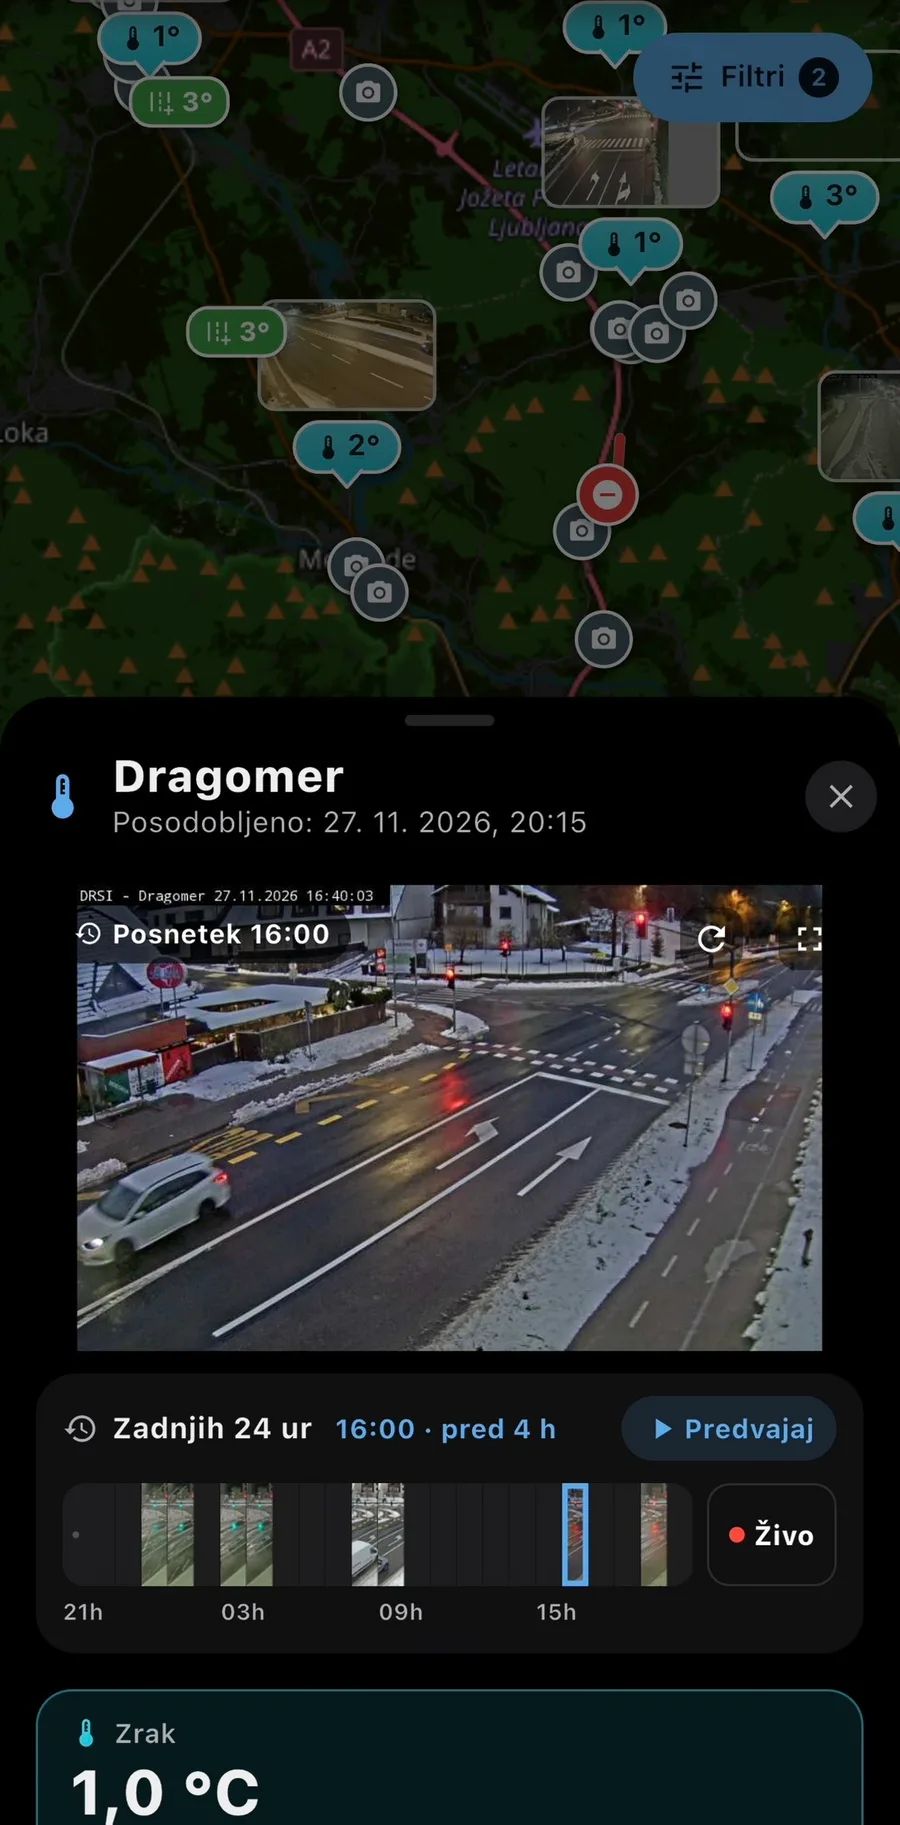 1°
1°
A2
3°
Filtri 2
Leta
Jožeta P
Ljubljana
3°
1°
3°
Loka
2°
Me de
Dragomer
Posodobljeno: 27. 11. 2026, 20:15
DRSI - Dragomer 27.11.2026 16:40:03
Posnetek 16:00
Zadnjih 24 ur 16:00 · pred 4 h Predvajaj
Živo
21h 03h 09h 15h
Zrak
1,0 °C